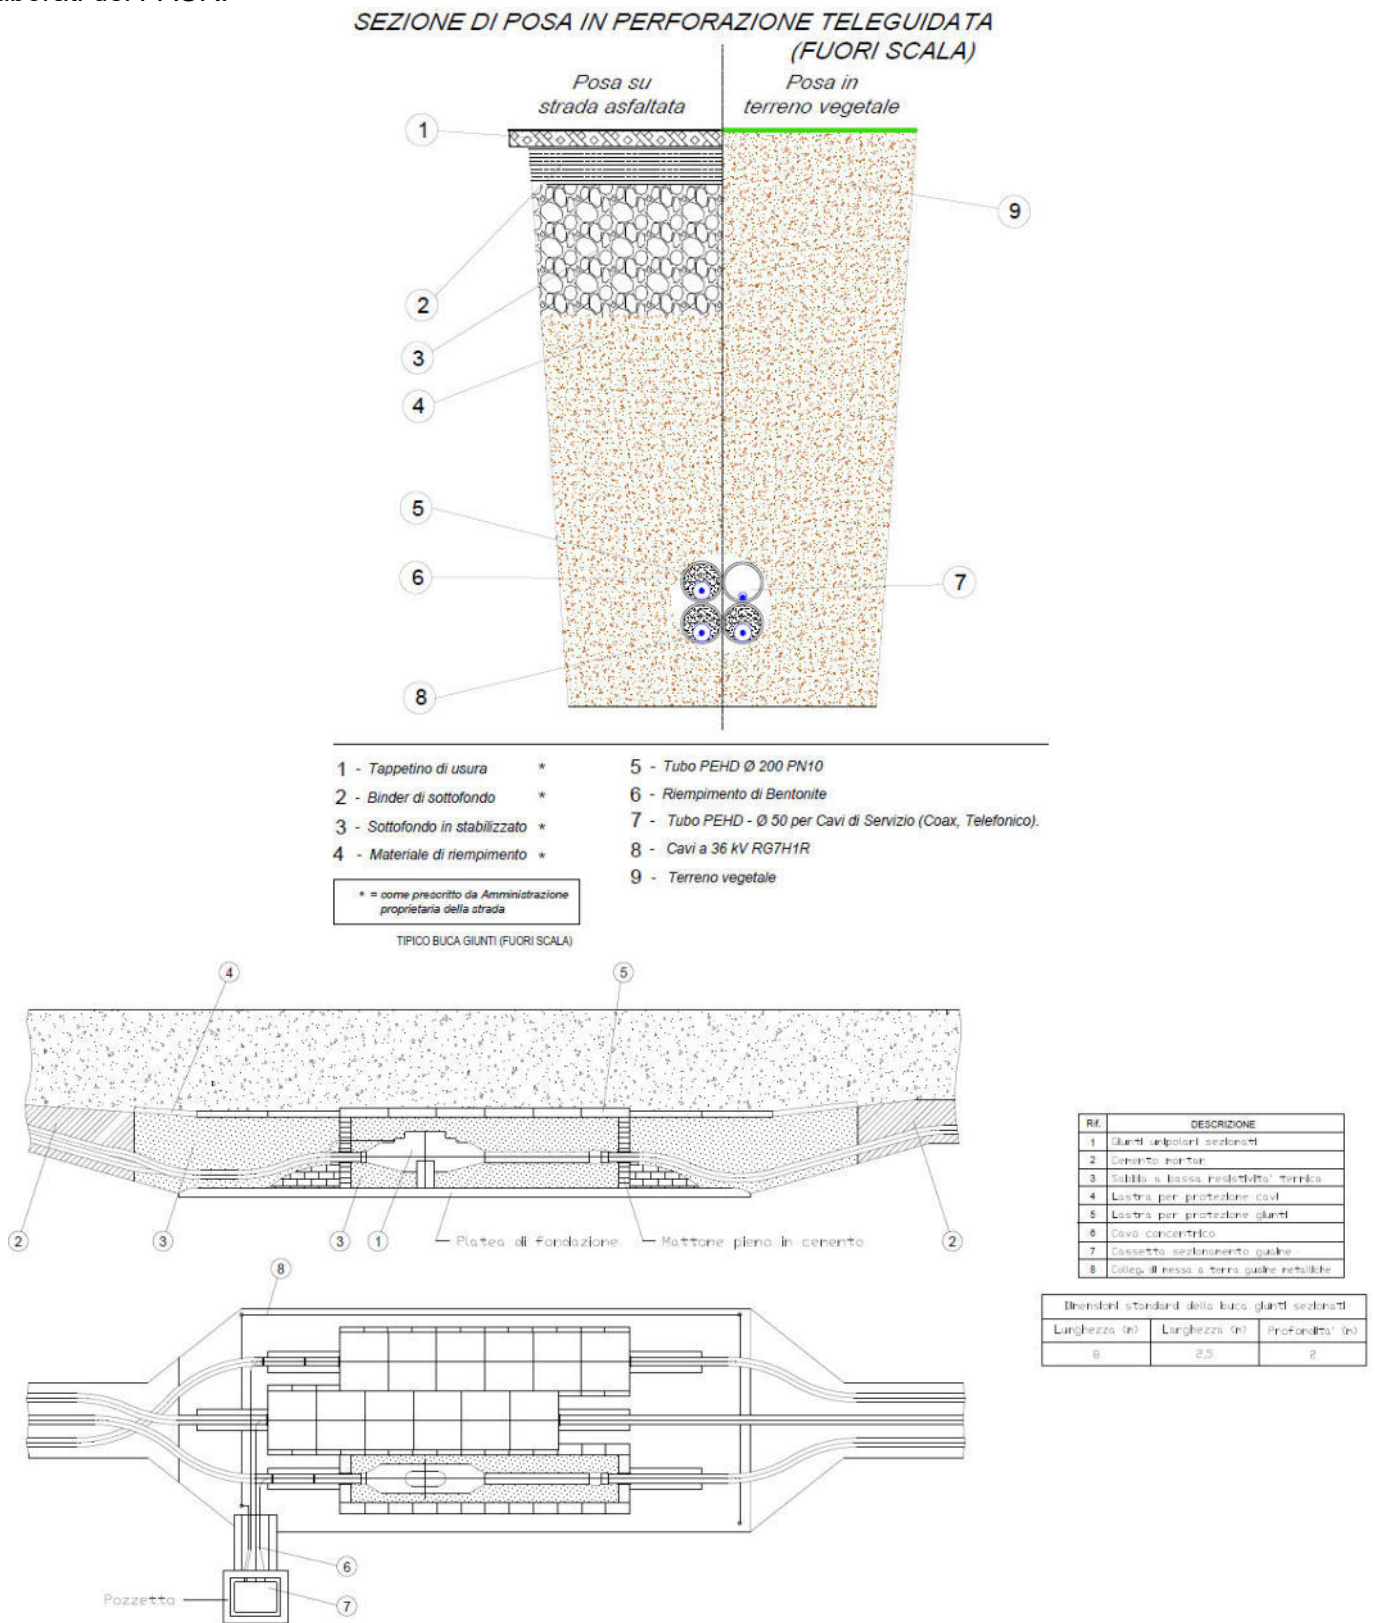 SEZIONE DI POSA IN PERFORAZIONE TELEGUIDATA
(FUORI SCALA)
Posa su
strada asfaltata
Posa in
terreno vegetale
1
9
2
3
4
5
6
7
8
1 - Tappetino di usura *
2 - Binder di sottofondo *
3 - Sottofondo in stabilizzato *
4 - Materiale di riempimento *
* = come prescritto da Amministrazione
proprietaria della strada
5 - Tubo PEHD Ø 200 PN10
6 - Riempimento di Bentonite
7 - Tubo PEHD - Ø 50 per Cavi di Servizio (Coax, Telefonico).
8 - Cavi a 36 kV RG7H1R
9 - Terreno vegetale
TIPICO BUCA GIUNTI (FUORI SCALA)
4
5
2
3
3
1
Platea di fondazione
Mattone pieno in cemento
2
8
6
7
Pozzetto
Rif. DESCRIZIONE
1 Giunti unipolari sezionati
2 Cemento mortar
3 Sabbia a bassa resistivita' termica
4 Lastra per protezione cavi
5 Lastra per protezione giunti
6 Cavo concentrico
7 Cassetta sezionamento guaine
8 Colleg. di messa a terra guaine metalliche
Dimensioni standard della buca giunti sezionati
Lunghezza (m) Larghezza (m) Profondita' (m)
8 2,5 2